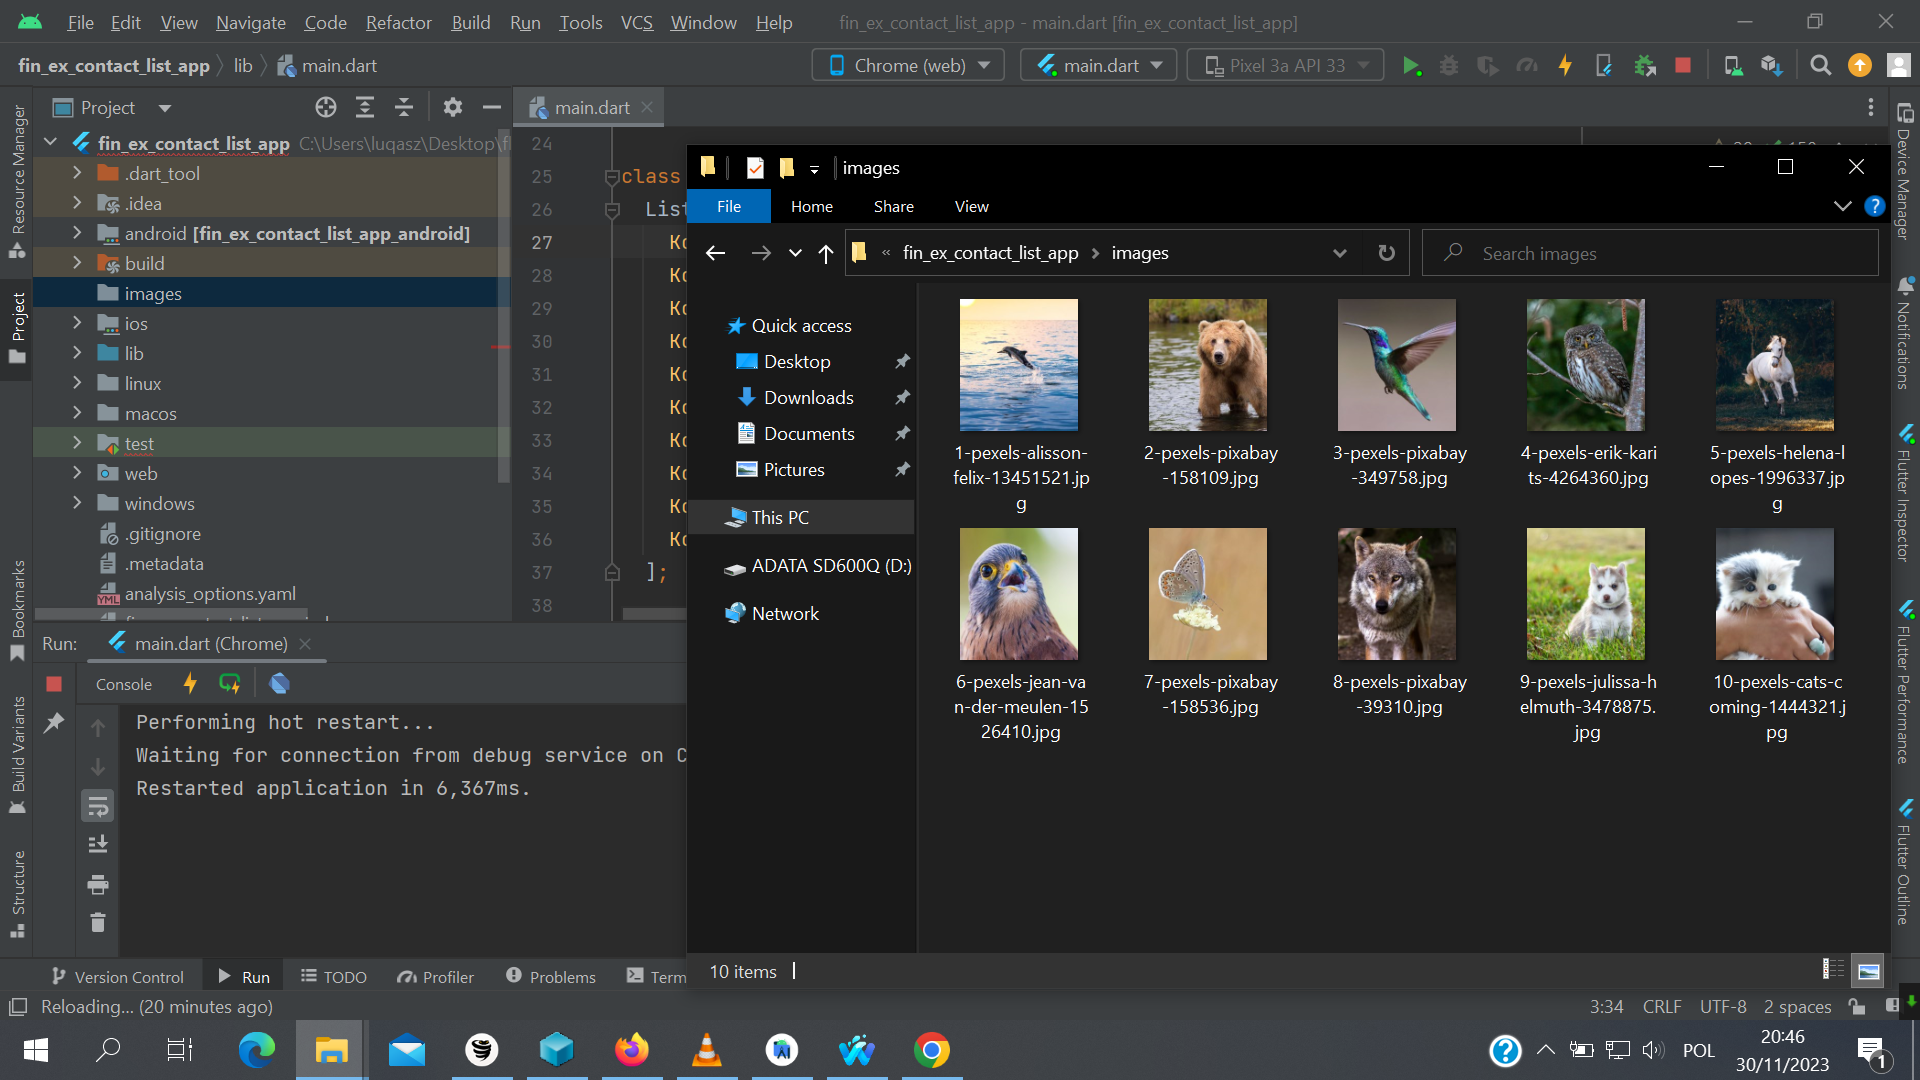 File Edit View Navigate Code Refactor Build Run Tools VCS Window Help fin_ex_contact_list_app - main.dart [fin_ex_contact_list_app]
fin_ex_contact_list_app lib main.dart Chrome (web) main.dart Pixel 3a API 33
Project main.dart
Resource Manager
Project
Bookmarks
Build Variants
Structure
fin_ex_contact_list_app C:\Users\luqasz\Desktop\fl
.dart_tool
.idea
android [fin_ex_contact_list_app_android]
build
images
ios
lib
linux
macos
test
web
windows
.gitignore
.metadata
analysis_options.yaml
24
25 class
26 List
27 Ko
28 Ko
29 Ko
30 Ko
31 Ko
32 Ko
33 Ko
34 Ko
35 Ko
36 Ko
37 ];
38
images
File Home Share View
« fin_ex_contact_list_app images Search images
Quick access
Desktop
Downloads
Documents
Pictures
This PC
ADATA SD600Q (D:)
Network
1-pexels-alisson-felix-13451521.jpg
2-pexels-pixabay-158109.jpg
3-pexels-pixabay-349758.jpg
4-pexels-erik-karits-4264360.jpg
5-pexels-helena-lopes-1996337.jpg
6-pexels-jean-van-der-meulen-1526410.jpg
7-pexels-pixabay-158536.jpg
8-pexels-pixabay-39310.jpg
9-pexels-julissa-helmuth-3478875.jpg
10-pexels-cats-coming-1444321.jpg
10 items
Device Manager
Notifications
Flutter Inspector
Flutter Performance
Flutter Outline
Run: main.dart (Chrome)
Console
Performing hot restart...
Waiting for connection from debug service on C
Restarted application in 6,367ms.
Version Control Run TODO Profiler Problems Term
Reloading... (20 minutes ago) 3:34 CRLF UTF-8 2 spaces
POL 20:46
30/11/2023
1